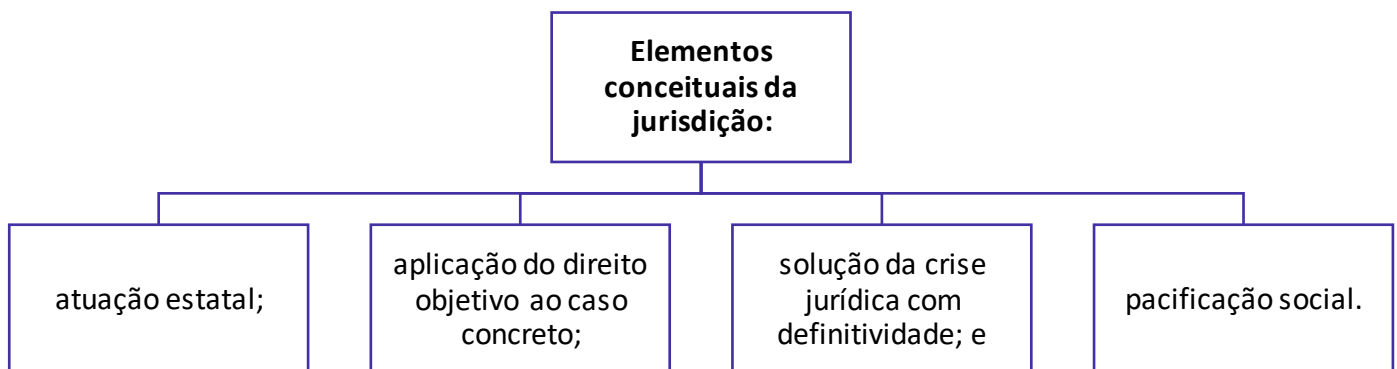 Elementos
conceituais da
jurisdição:
atuação estatal;
aplicação do direito
objetivo ao caso
concreto;
solução da crise
jurídica com
definitividade; e
pacificação social.